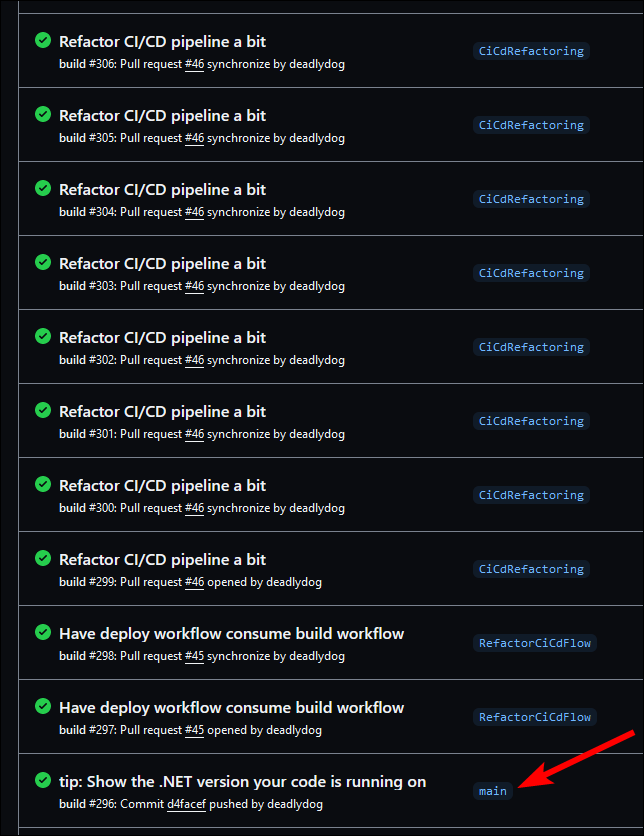 Refactor CI/CD pipeline a bit
build #306: Pull request #46 synchronize by deadlydog
CiCdRefactoring
Refactor CI/CD pipeline a bit
build #305: Pull request #46 synchronize by deadlydog
CiCdRefactoring
Refactor CI/CD pipeline a bit
build #304: Pull request #46 synchronize by deadlydog
CiCdRefactoring
Refactor CI/CD pipeline a bit
build #303: Pull request #46 synchronize by deadlydog
CiCdRefactoring
Refactor CI/CD pipeline a bit
build #302: Pull request #46 synchronize by deadlydog
CiCdRefactoring
Refactor CI/CD pipeline a bit
build #301: Pull request #46 synchronize by deadlydog
CiCdRefactoring
Refactor CI/CD pipeline a bit
build #300: Pull request #46 synchronize by deadlydog
CiCdRefactoring
Refactor CI/CD pipeline a bit
build #299: Pull request #46 opened by deadlydog
CiCdRefactoring
Have deploy workflow consume build workflow
build #298: Pull request #45 synchronize by deadlydog
RefactorCiCdFlow
Have deploy workflow consume build workflow
build #297: Pull request #45 opened by deadlydog
RefactorCiCdFlow
tip: Show the .NET version your code is running on
build #296: Commit d4facef pushed by deadlydog
main